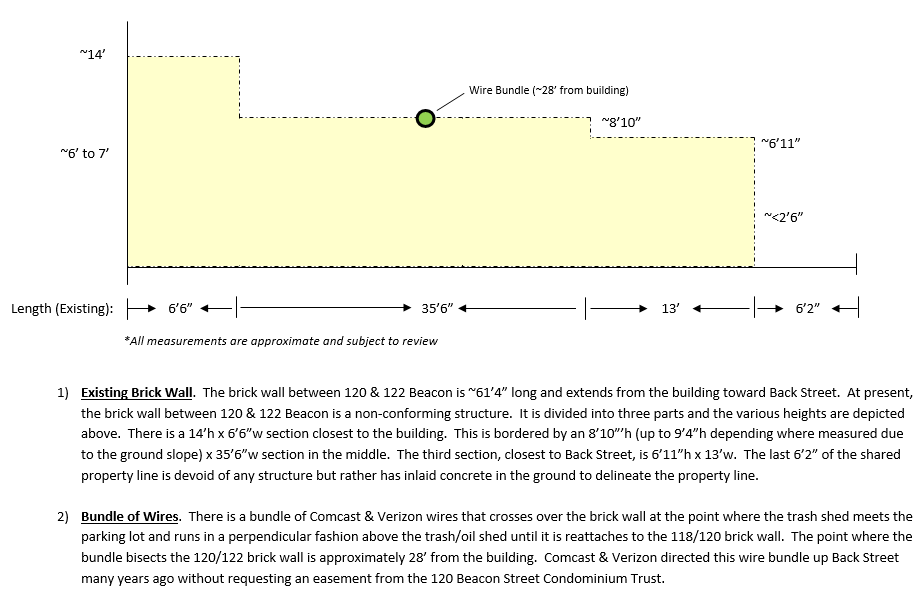 ~14’
Wire Bundle (~28’ from building)
~8’10”
~6’11”
~6’ to 7’
~<2’6”
Length (Existing): 6’6” 35’6” 13’ 6’2”
*All measurements are approximate and subject to review
1) Existing Brick Wall. The brick wall between 120 & 122 Beacon is ~61’4” long and extends from the building toward Back Street. At present,
the brick wall between 120 & 122 Beacon is a non-conforming structure. It is divided into three parts and the various heights are depicted
above. There is a 14’h x 6’6”w section closest to the building. This is bordered by an 8’10”’h (up to 9’4”h depending where measured due
to the ground slope) x 35’6”w section in the middle. The third section, closest to Back Street, is 6’11”h x 13’w. The last 6’2” of the shared
property line is devoid of any structure but rather has inlaid concrete in the ground to delineate the property line.
2) Bundle of Wires. There is a bundle of Comcast & Verizon wires that crosses over the brick wall at the point where the trash shed meets the
parking lot and runs in a perpendicular fashion above the trash/oil shed until it is reattaches to the 118/120 brick wall. The point where the
bundle bisects the 120/122 brick wall is approximately 28’ from the building. Comcast & Verizon directed this wire bundle up Back Street
many years ago without requesting an easement from the 120 Beacon Street Condominium Trust.